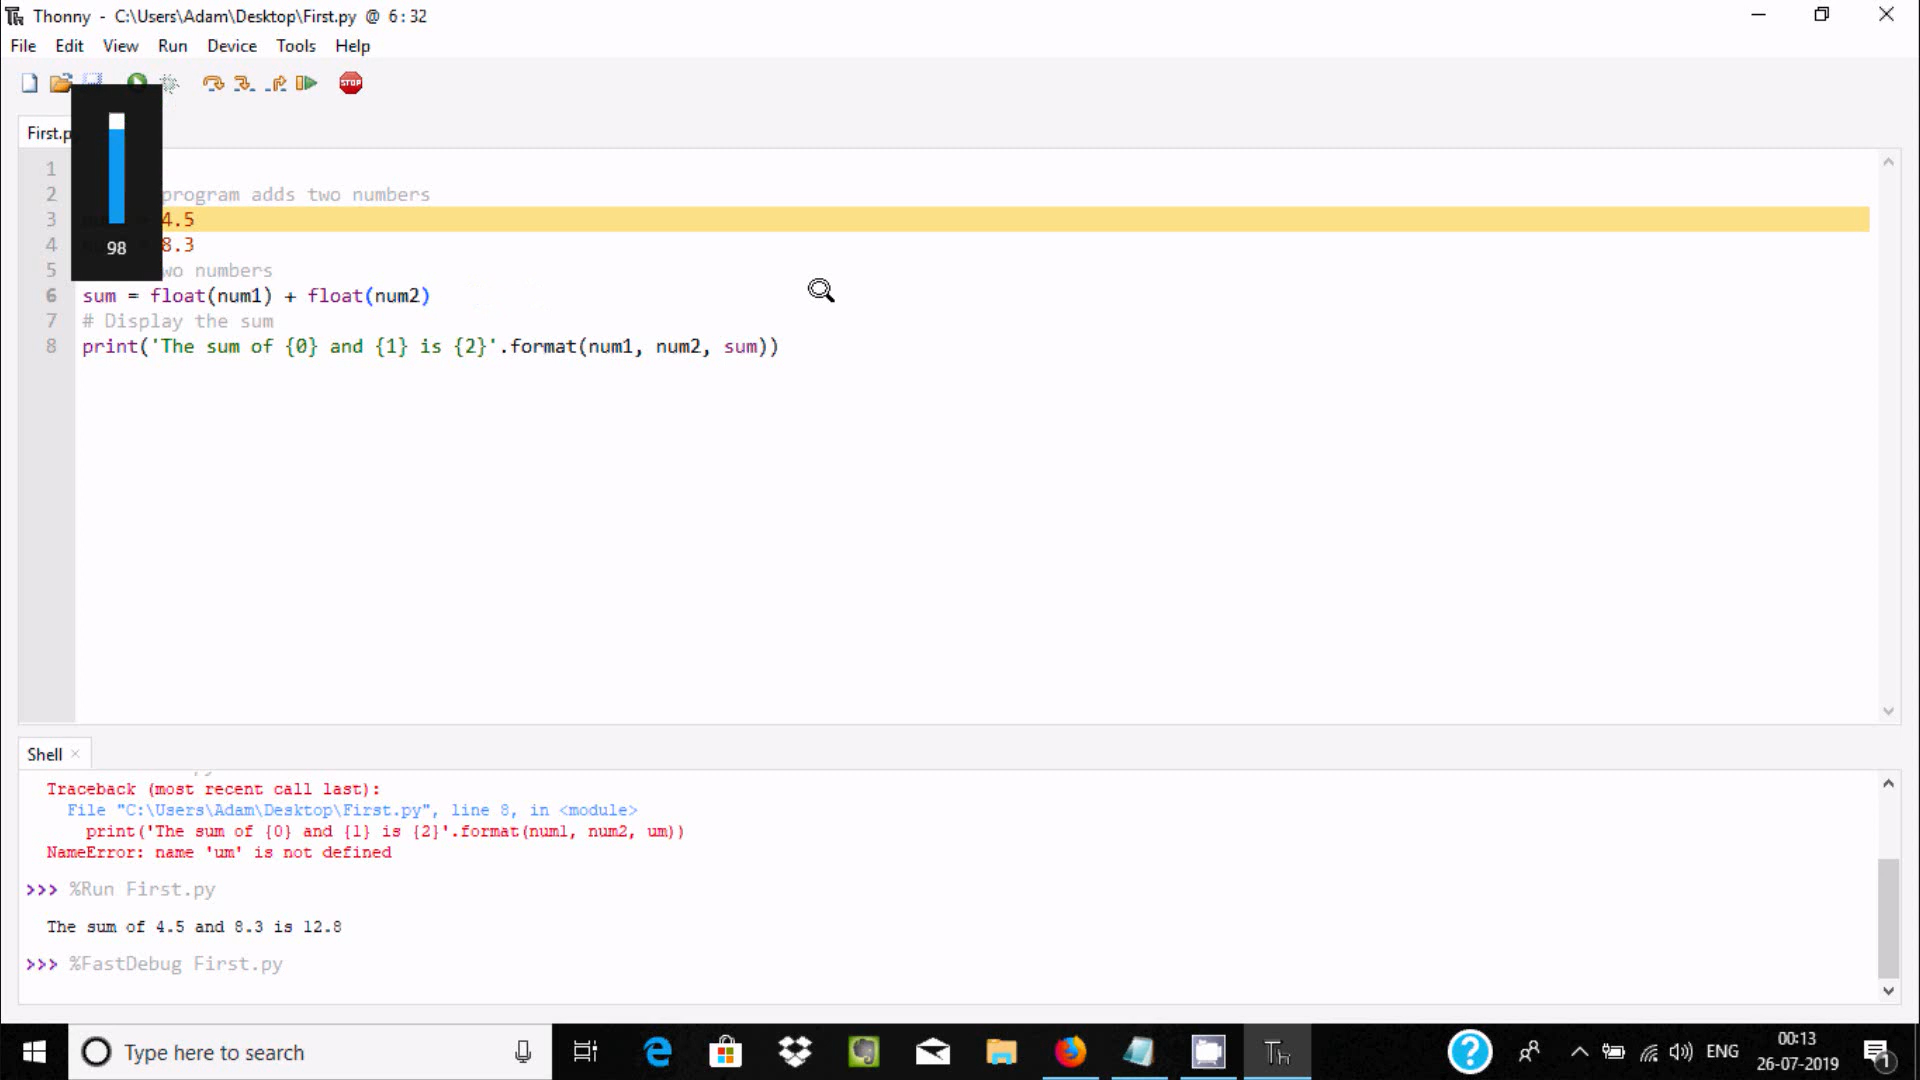 Thonny - C:\Users\Adam\Desktop\First.py @ 6:32
File Edit View Run Device Tools Help
STOP
First.p
1
2 program adds two numbers
3 4.5
4 8.3
98
5 wo numbers
6 sum = float(num1) + float(num2)
7 # Display the sum
8 print('The sum of {0} and {1} is {2}'.format(num1, num2, sum))
Shell
Traceback (most recent call last):
File "C:\Users\Adam\Desktop\First.py", line 8, in <module>
print('The sum of {0} and {1} is {2}'.format(num1, num2, um))
NameError: name 'um' is not defined
>>> %Run First.py
The sum of 4.5 and 8.3 is 12.8
>>> %FastDebug First.py
Type here to search
Th
ENG
00:13
26-07-2019
1